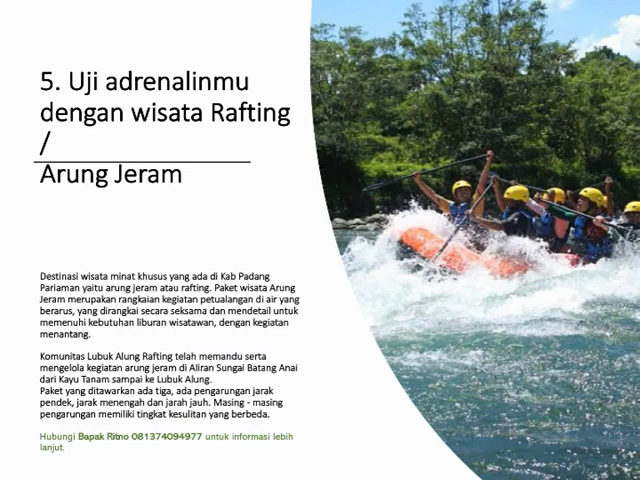 5. Uji adrenalinmu
dengan wisata Rafting
/
Arung Jeram
Destinasi wisata minat khusus yang ada di Kab Padang
Pariaman yaitu arung jeram atau rafting. Paket wisata Arung
Jeram merupakan rangkaian kegiatan petualangan di air yang
berarus, yang dirangkai secara seksama dan mendetail untuk
memenuhi kebutuhan liburan wisatawan, dengan kegiatan
menantang.
Komunitas Lubuk Alung Rafting telah memandu serta
mengelola kegiatan arung jeram di Aliran Sungai Batang Anai
dari Kayu Tanam sampai ke Lubuk Alung.
Paket yang ditawarkan ada tiga, ada pengarungan jarak
pendek, jarak menengah dan jarah jauh. Masing - masing
pengarungan memiliki tingkat kesulitan yang berbeda.
Hubungi Bapak Ritno 081374094977 untuk informasi lebih
lanjut.